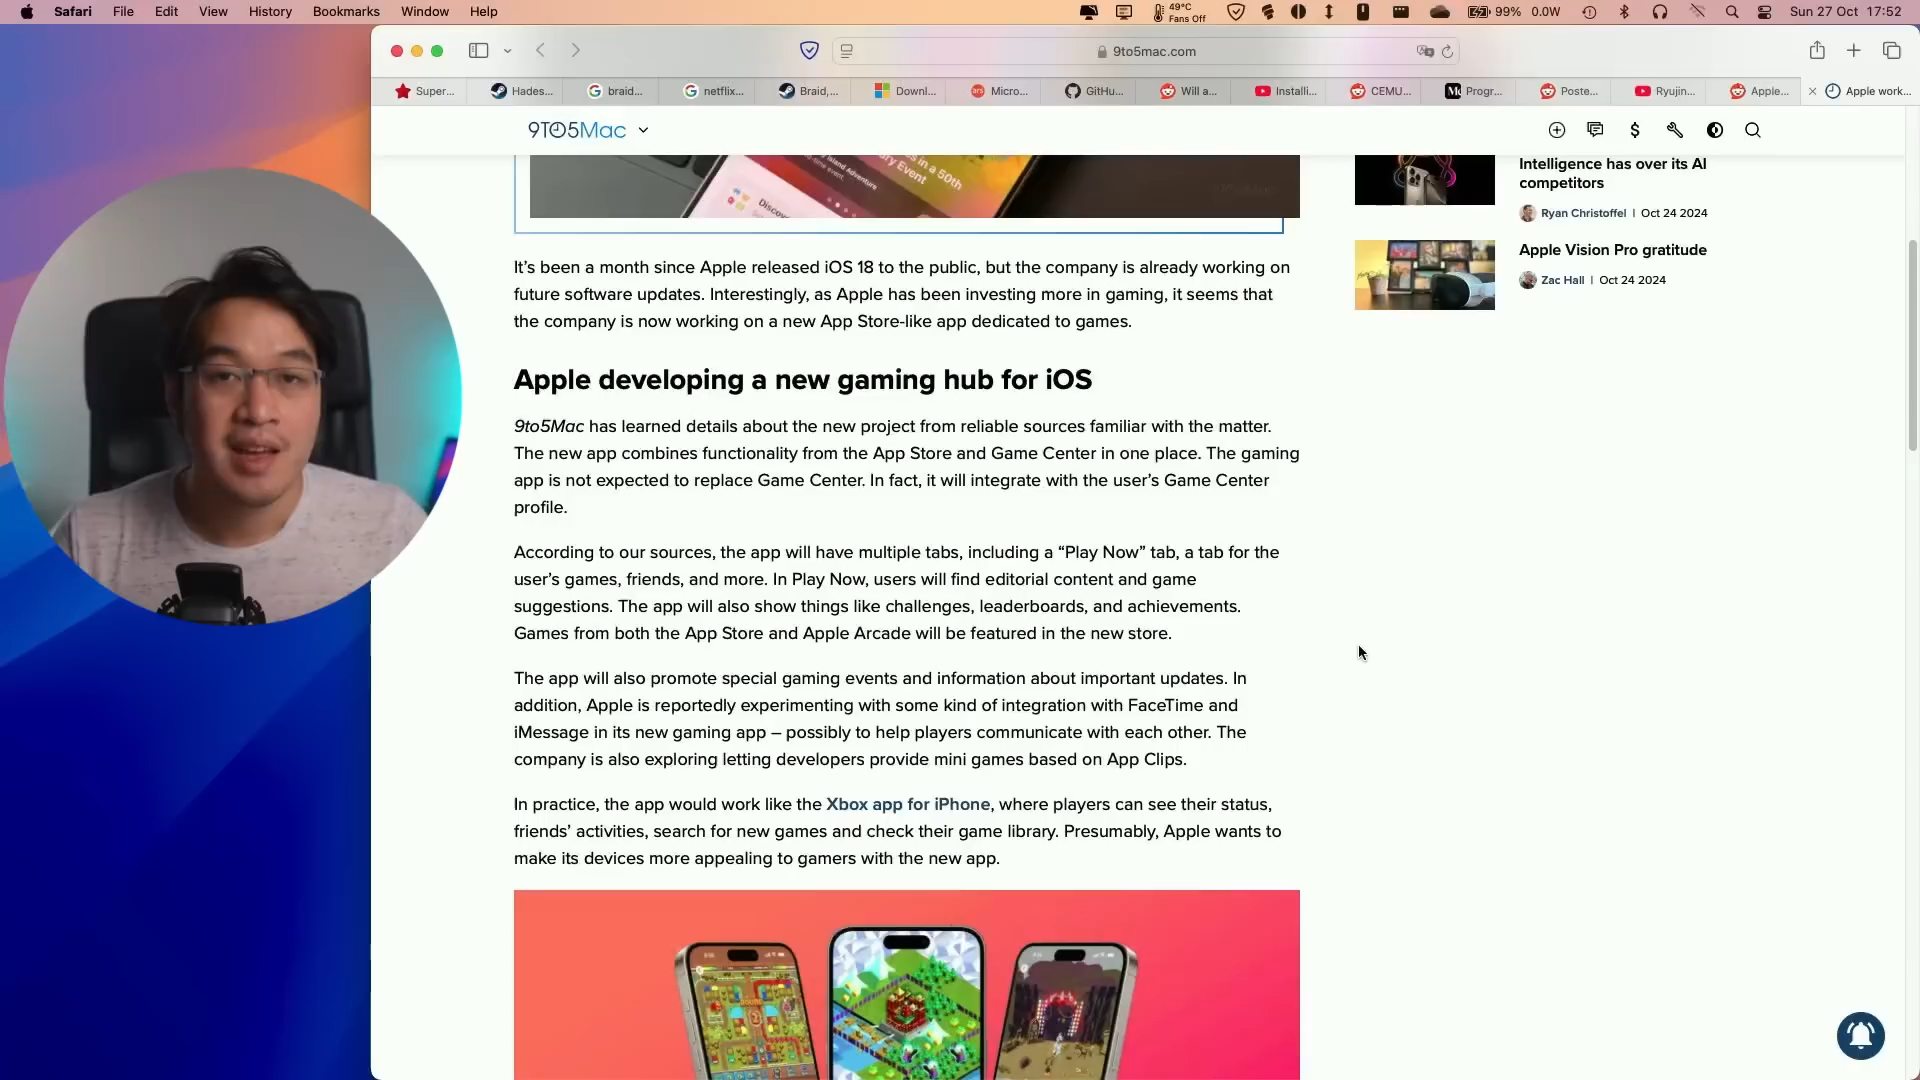 Safari File Edit View History Bookmarks Window Help 49°C Fans Off 99% 0.0W Sun 27 Oct 17:52
9to5mac.com
Super... Hades... braid... netflix... Braid,... Downl... Micro... GitHu... Will a... Installi... CEMU... Progr... Poste... Ryujin... Apple... Apple work...
9TO5Mac
It's been a month since Apple released iOS 18 to the public, but the company is already working on
future software updates. Interestingly, as Apple has been investing more in gaming, it seems that
the company is now working on a new App Store-like app dedicated to games.
Apple developing a new gaming hub for iOS
9to5Mac has learned details about the new project from reliable sources familiar with the matter.
The new app combines functionality from the App Store and Game Center in one place. The gaming
app is not expected to replace Game Center. In fact, it will integrate with the user's Game Center
profile.
According to our sources, the app will have multiple tabs, including a “Play Now” tab, a tab for the
user's games, friends, and more. In Play Now, users will find editorial content and game
suggestions. The app will also show things like challenges, leaderboards, and achievements.
Games from both the App Store and Apple Arcade will be featured in the new store.
The app will also promote special gaming events and information about important updates. In
addition, Apple is reportedly experimenting with some kind of integration with FaceTime and
iMessage in its new gaming app – possibly to help players communicate with each other. The
company is also exploring letting developers provide mini games based on App Clips.
In practice, the app would work like the Xbox app for iPhone, where players can see their status,
friends' activities, search for new games and check their game library. Presumably, Apple wants to
make its devices more appealing to gamers with the new app.
Intelligence has over its AI
competitors
Ryan Christoffel | Oct 24 2024
Apple Vision Pro gratitude
Zac Hall | Oct 24 2024